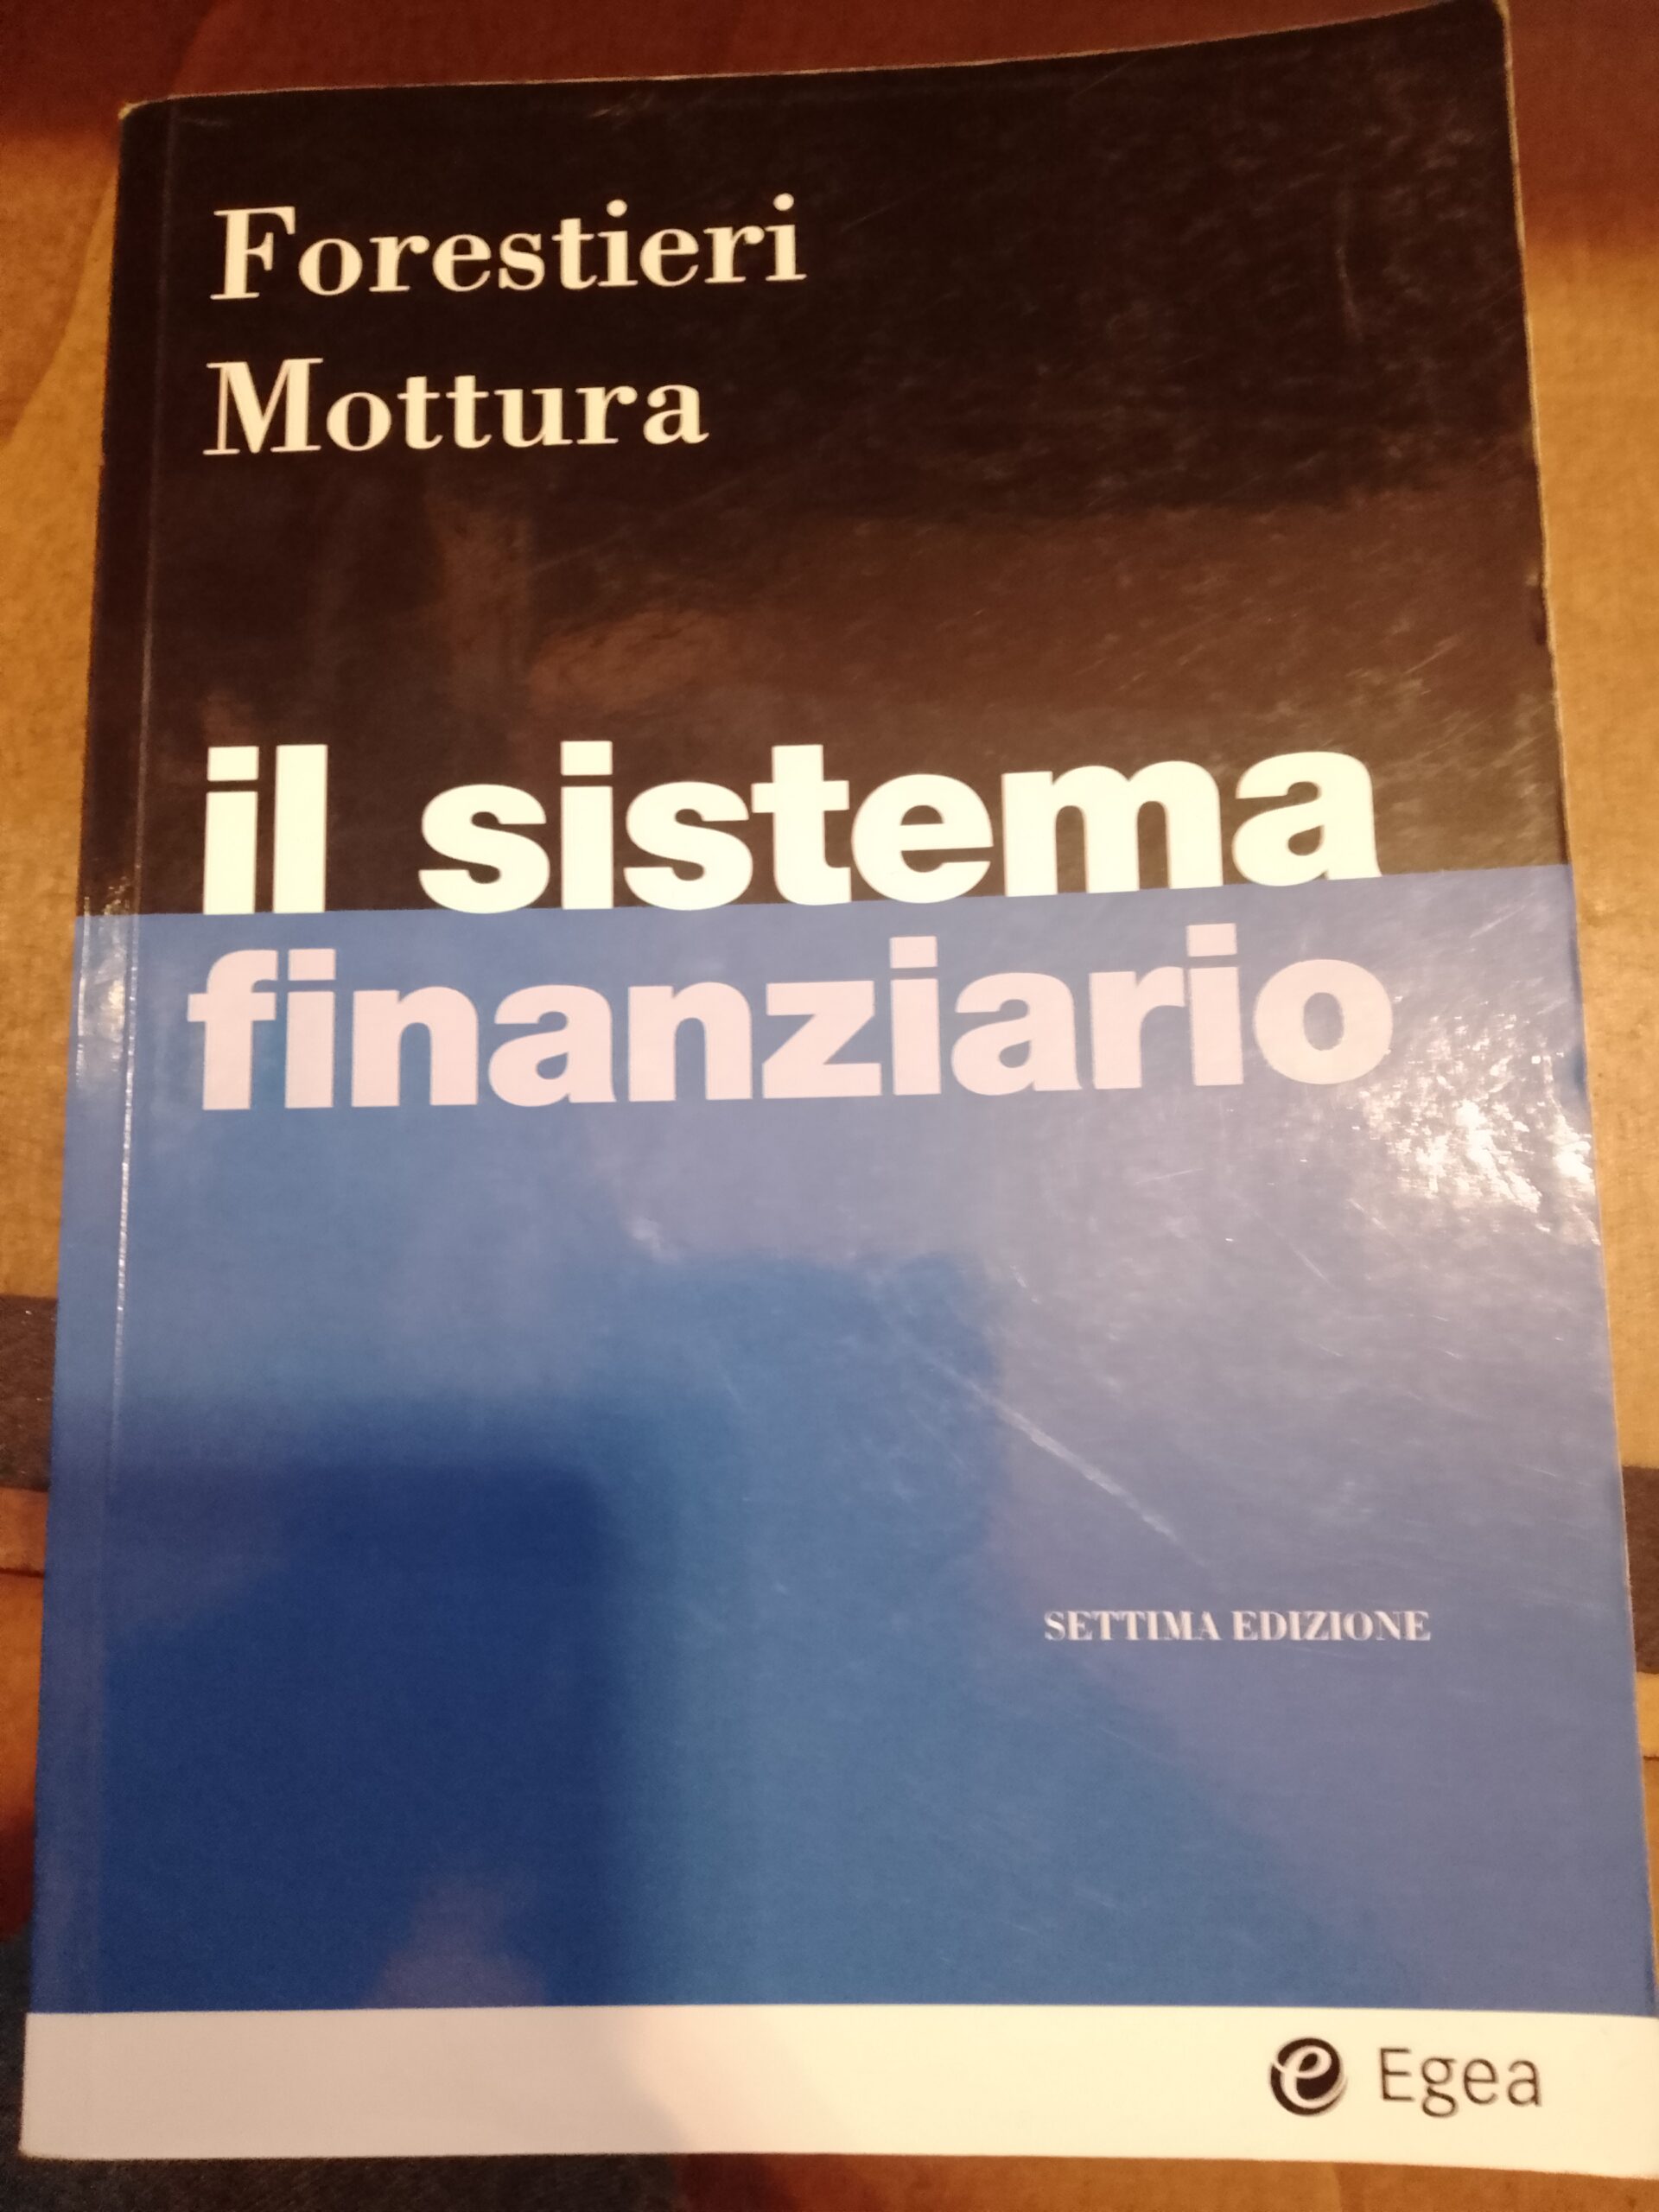 Forestieri
Mottura
il sistema
finanziario
SETTIMA EDIZIONE
e Egea